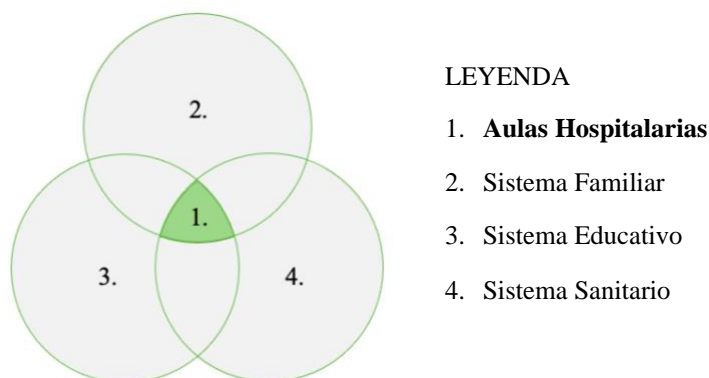 2.
1.
3.
4.
LEYENDA
1. Aulas Hospitalarias
2. Sistema Familiar
3. Sistema Educativo
4. Sistema Sanitario